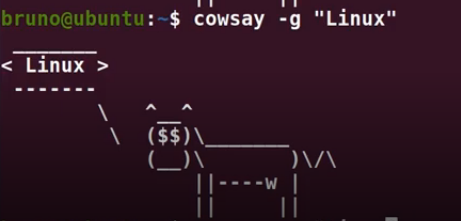 bruno@ubuntu:~$ cowsay -g "Linux"
 _______
< Linux >
 -------
        \   ^__^
         \  ($$)\_______
            (__)\       )\/\
                ||----w |
                ||     ||